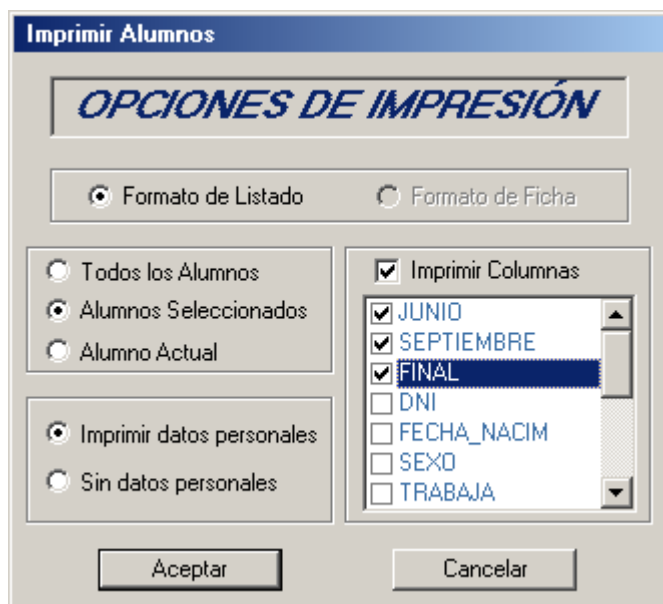 Imprimir Alumnos
OPCIONES DE IMPRESIÓN
Formato de Listado
Formato de Ficha
Todos los Alumnos
Alumnos Seleccionados
Alumno Actual
Imprimir datos personales
Sin datos personales
Imprimir Columnas
JUNIO
SEPTIEMBRE
FINAL
DNI
FECHA_NACIM
SEXO
TRABAJA
Aceptar
Cancelar